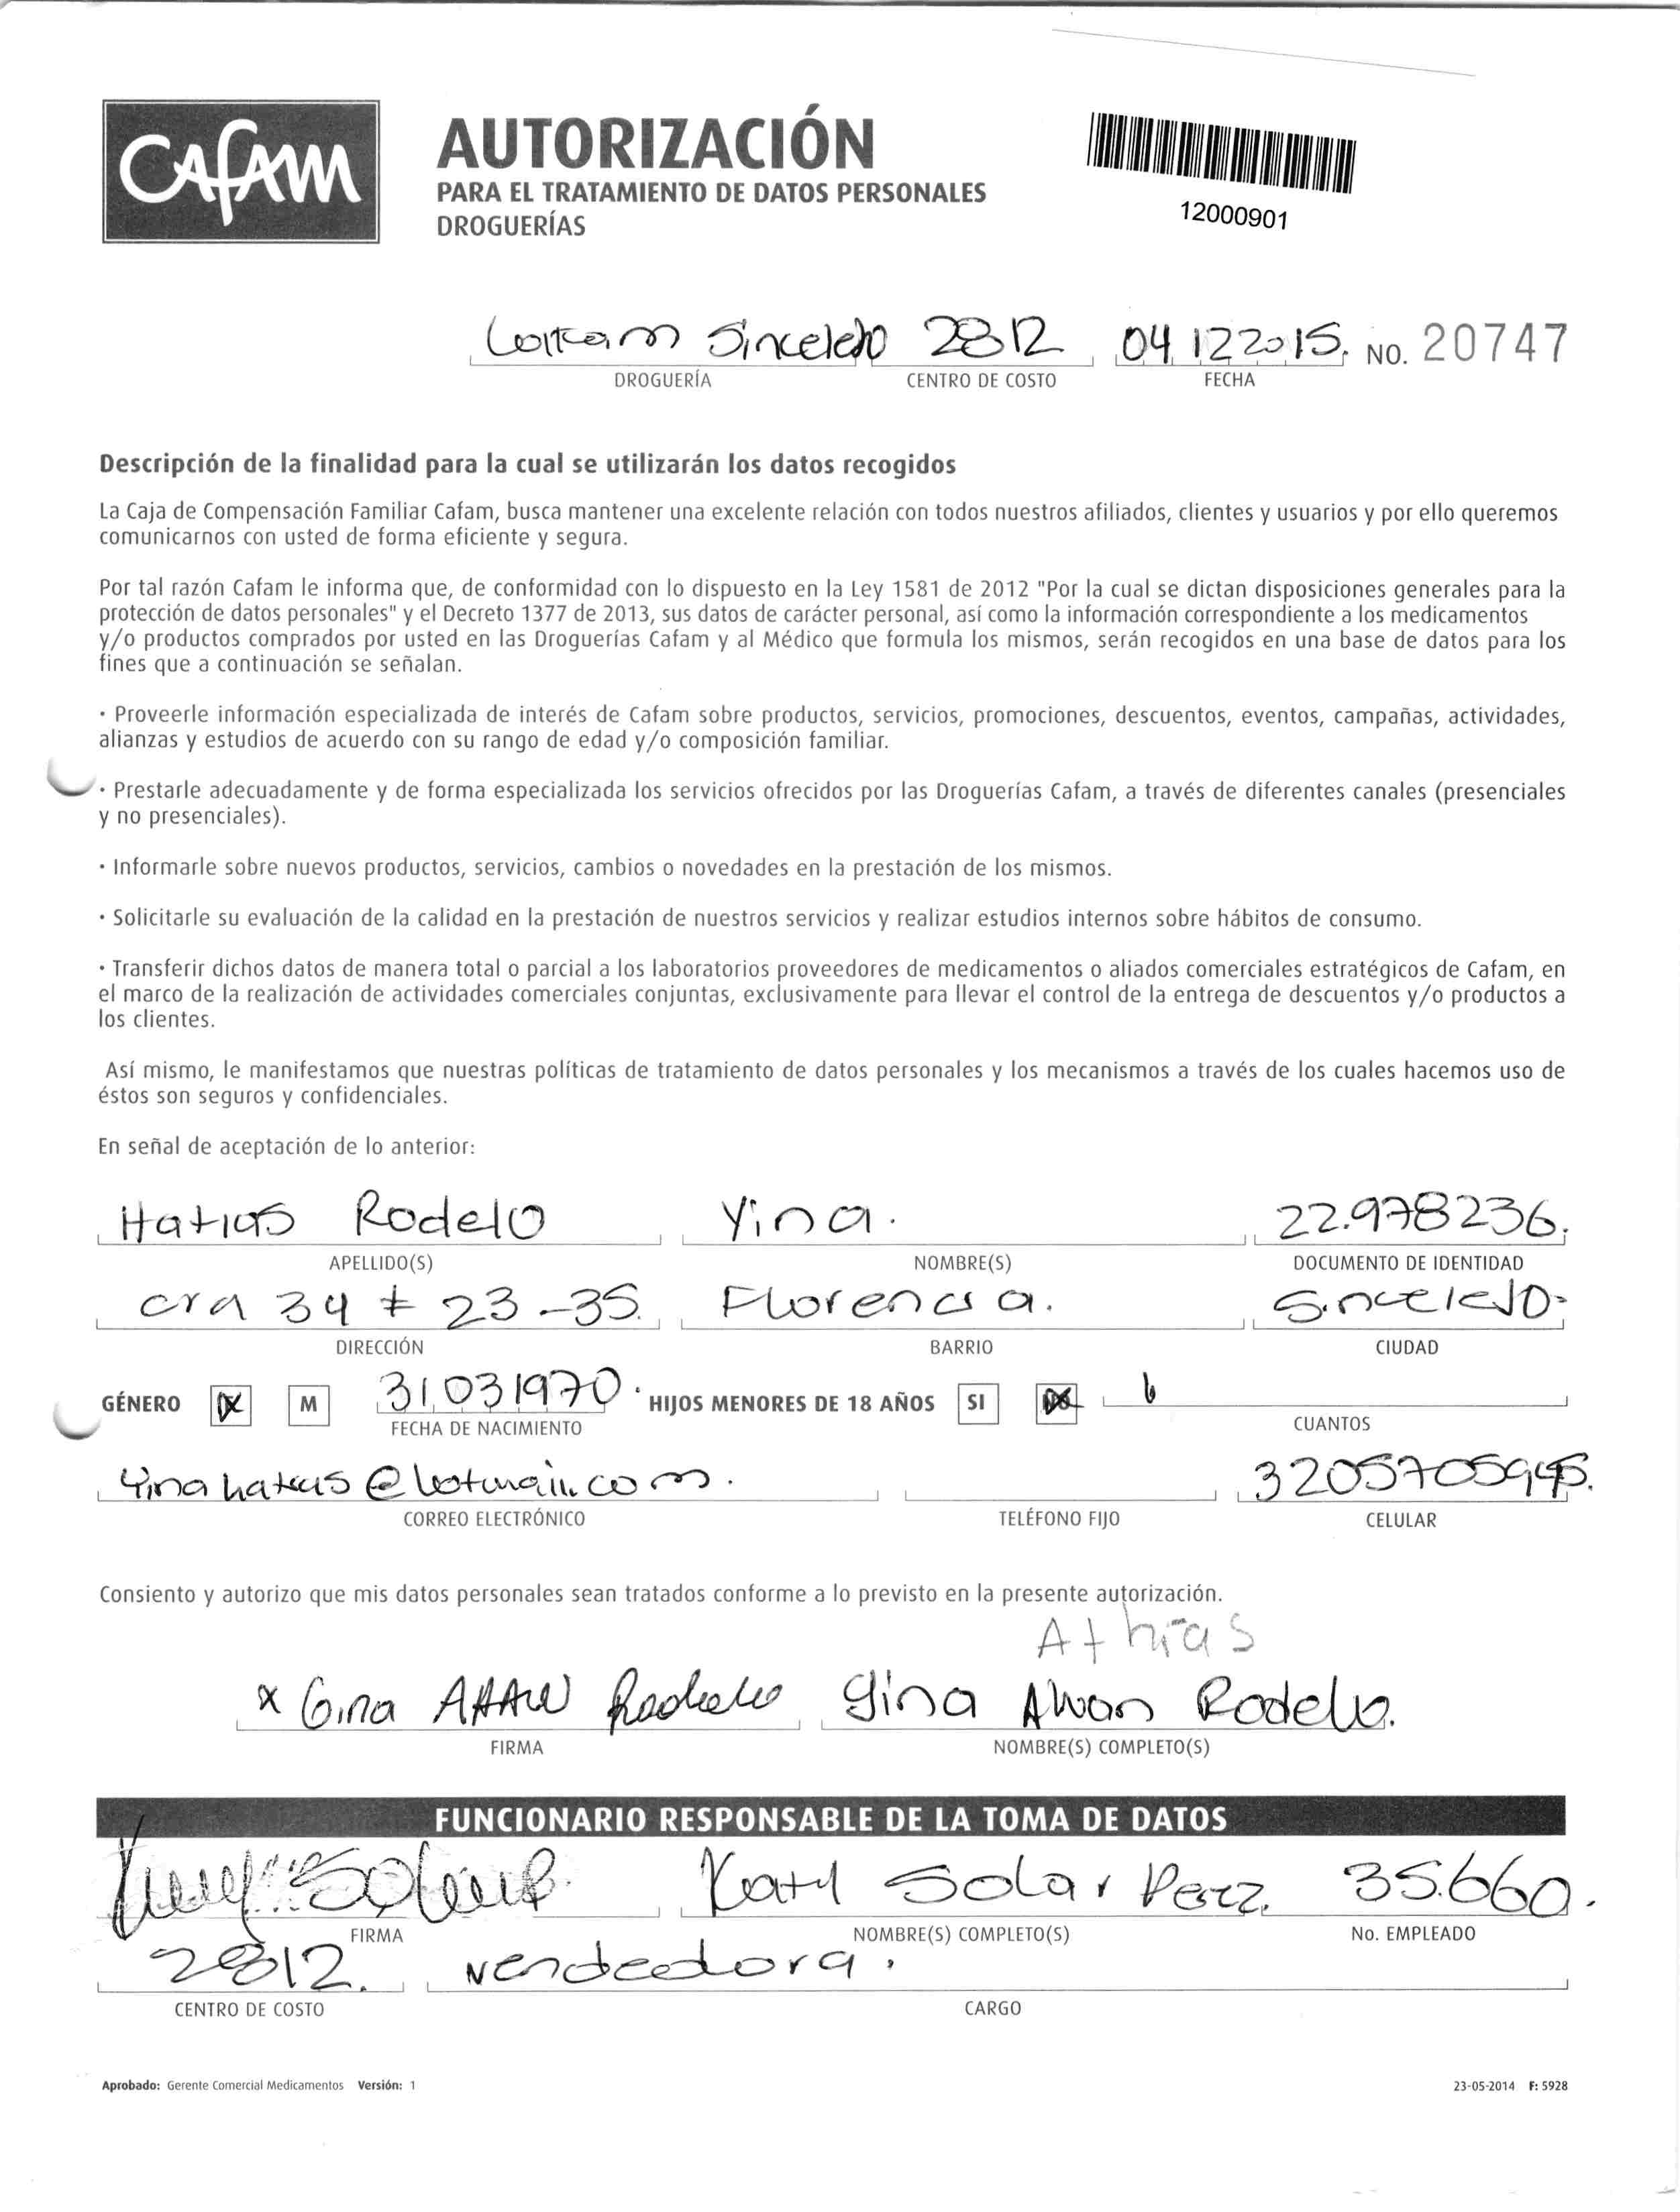 CAFAM
AUTORIZACIÓN
PARA EL TRATAMIENTO DE DATOS PERSONALES
DROGUERÍAS
12000901
Sincelejo 2812 04 12 2015. NO. 20747
DROGUERÍA CENTRO DE COSTO FECHA
Descripción de la finalidad para la cual se utilizarán los datos recogidos
La Caja de Compensación Familiar Cafam, busca mantener una excelente relación con todos nuestros afiliados, clientes y usuarios y por ello queremos
comunicarnos con usted de forma eficiente y segura.
Por tal razón Cafam le informa que, de conformidad con lo dispuesto en la Ley 1581 de 2012 "Por la cual se dictan disposiciones generales para la
protección de datos personales" y el Decreto 1377 de 2013, sus datos de carácter personal, así como la información correspondiente a los medicamentos
y/o productos comprados por usted en las Droguerías Cafam y al Médico que formula los mismos, serán recogidos en una base de datos para los
fines que a continuación se señalan.
• Proveerle información especializada de interés de Cafam sobre productos, servicios, promociones, descuentos, eventos, campañas, actividades,
alianzas y estudios de acuerdo con su rango de edad y/o composición familiar.
• Prestarle adecuadamente y de forma especializada los servicios ofrecidos por las Droguerías Cafam, a través de diferentes canales (presenciales
y no presenciales).
• Informarle sobre nuevos productos, servicios, cambios o novedades en la prestación de los mismos.
• Solicitarle su evaluación de la calidad en la prestación de nuestros servicios y realizar estudios internos sobre hábitos de consumo.
• Transferir dichos datos de manera total o parcial a los laboratorios proveedores de medicamentos o aliados comerciales estratégicos de Cafam, en
el marco de la realización de actividades comerciales conjuntas, exclusivamente para llevar el control de la entrega de descuentos y/o productos a
los clientes.
Así mismo, le manifestamos que nuestras políticas de tratamiento de datos personales y los mecanismos a través de los cuales hacemos uso de
éstos son seguros y confidenciales.
En señal de aceptación de lo anterior:
Hatias Rodelo Yina. 22.978236.
APELLIDO(S) NOMBRE(S) DOCUMENTO DE IDENTIDAD
cra 34 # 23-35. Florencia. Sincelejo.
DIRECCIÓN BARRIO CIUDAD
GÉNERO M 31 03 1970. HIJOS MENORES DE 18 AÑOS SI
FECHA DE NACIMIENTO CUANTOS
@hotmail.com.
CORREO ELECTRÓNICO TELÉFONO FIJO CELULAR
Consiento y autorizo que mis datos personales sean tratados conforme a lo previsto en la presente autorización.
Athias
x Gina Rodelo Gina Rodelo.
FIRMA NOMBRE(S) COMPLETO(S)
FUNCIONARIO RESPONSABLE DE LA TOMA DE DATOS
Katy Solar Perez. 35.660.
FIRMA NOMBRE(S) COMPLETO(S) No. EMPLEADO
2812. vendedora.
CENTRO DE COSTO CARGO
Aprobado: Gerente Comercial Medicamentos Versión: 1 23-05-2014 F: 5928